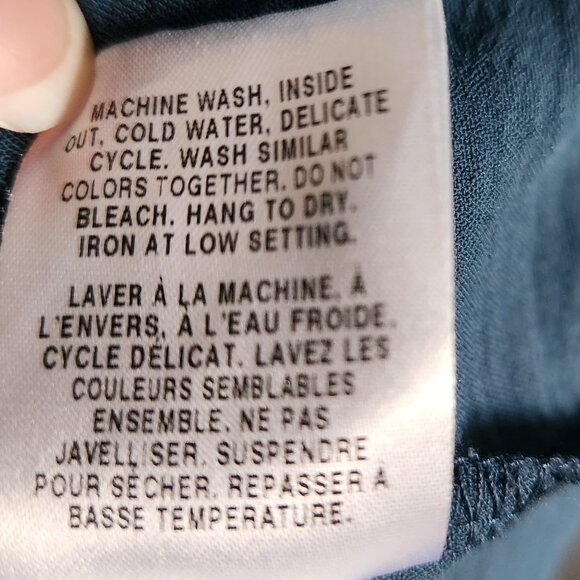 MACHINE WASH, INSIDE
OUT, COLD WATER, DELICATE
CYCLE. WASH SIMILAR
COLORS TOGETHER. DO NOT
BLEACH. HANG TO DRY.
IRON AT LOW SETTING.
LAVER À LA MACHINE, À
L'ENVERS, À L'EAU FROIDE.
CYCLE DÉLICAT. LAVEZ LES
COULEURS SEMBLABLES
ENSEMBLE. NE PAS
JAVELLISER. SUSPENDRE
POUR SÉCHER. REPASSER À
BASSE TEMPERATURE.